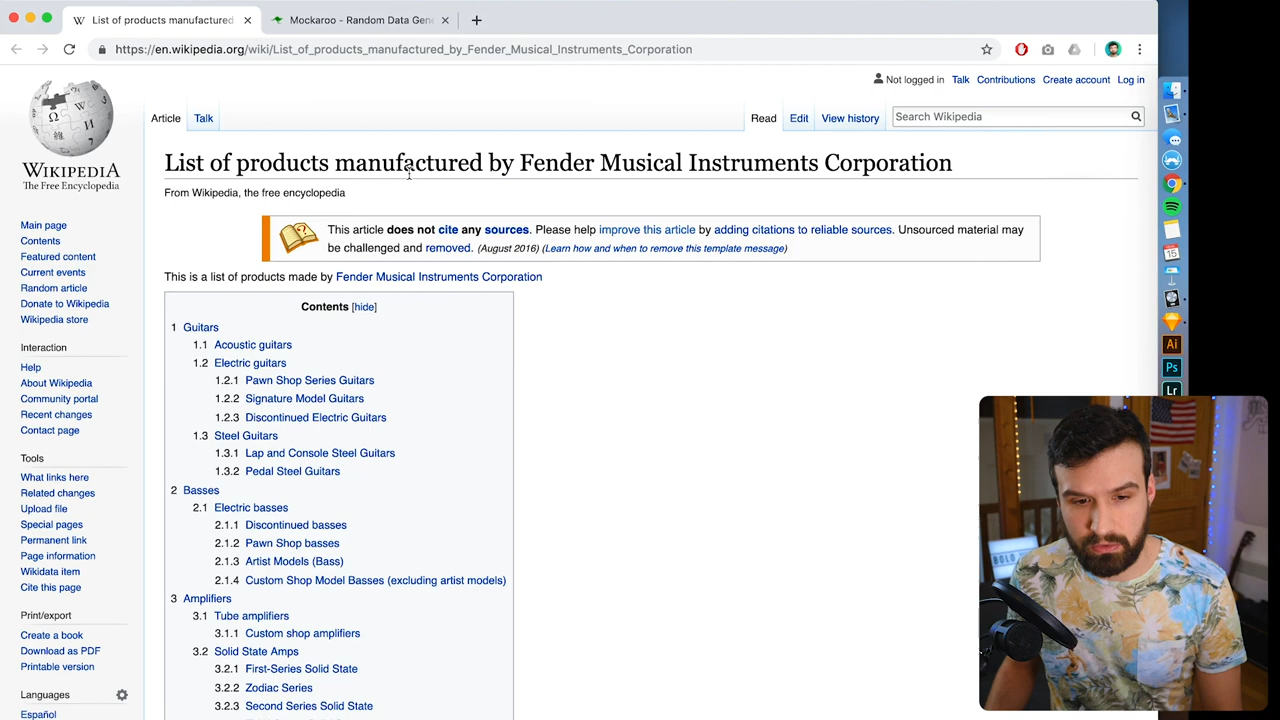 List of products manufactured
Mockaroo - Random Data Gene
https://en.wikipedia.org/wiki/List_of_products_manufactured_by_Fender_Musical_Instruments_Corporation
Not logged in Talk Contributions Create account Log in
Article Talk Read Edit View history Search Wikipedia
WIKIPEDIA
The Free Encyclopedia
List of products manufactured by Fender Musical Instruments Corporation
From Wikipedia, the free encyclopedia
This article does not cite any sources. Please help improve this article by adding citations to reliable sources. Unsourced material may
be challenged and removed. (August 2016) (Learn how and when to remove this template message)
This is a list of products made by Fender Musical Instruments Corporation
Main page
Contents
Featured content
Current events
Random article
Donate to Wikipedia
Wikipedia store
Interaction
Help
About Wikipedia
Community portal
Recent changes
Contact page
Tools
What links here
Related changes
Upload file
Special pages
Permanent link
Page information
Wikidata item
Cite this page
Print/export
Create a book
Download as PDF
Printable version
Languages
Español
Contents [hide]
1 Guitars
1.1 Acoustic guitars
1.2 Electric guitars
1.2.1 Pawn Shop Series Guitars
1.2.2 Signature Model Guitars
1.2.3 Discontinued Electric Guitars
1.3 Steel Guitars
1.3.1 Lap and Console Steel Guitars
1.3.2 Pedal Steel Guitars
2 Basses
2.1 Electric basses
2.1.1 Discontinued basses
2.1.2 Pawn Shop basses
2.1.3 Artist Models (Bass)
2.1.4 Custom Shop Model Basses (excluding artist models)
3 Amplifiers
3.1 Tube amplifiers
3.1.1 Custom shop amplifiers
3.2 Solid State Amps
3.2.1 First-Series Solid State
3.2.2 Zodiac Series
3.2.3 Second Series Solid State
15
Ai
Ps
Lr